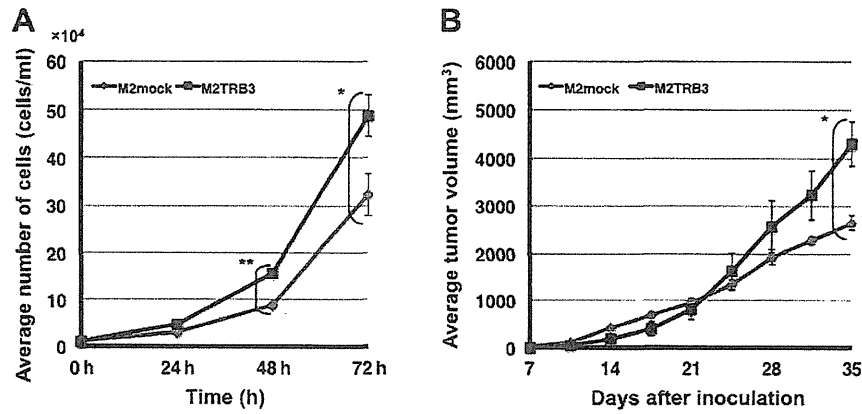 A
×10⁴
Average number of cells (cells/ml)
60
50
40
30
20
10
0
M2mock
M2TRB3
*
**
0 h
24 h
48 h
72 h
Time (h)
B
Average tumor volume (mm³)
6000
5000
4000
3000
2000
1000
0
M2mock
M2TRB3
*
7
14
21
28
35
Days after inoculation